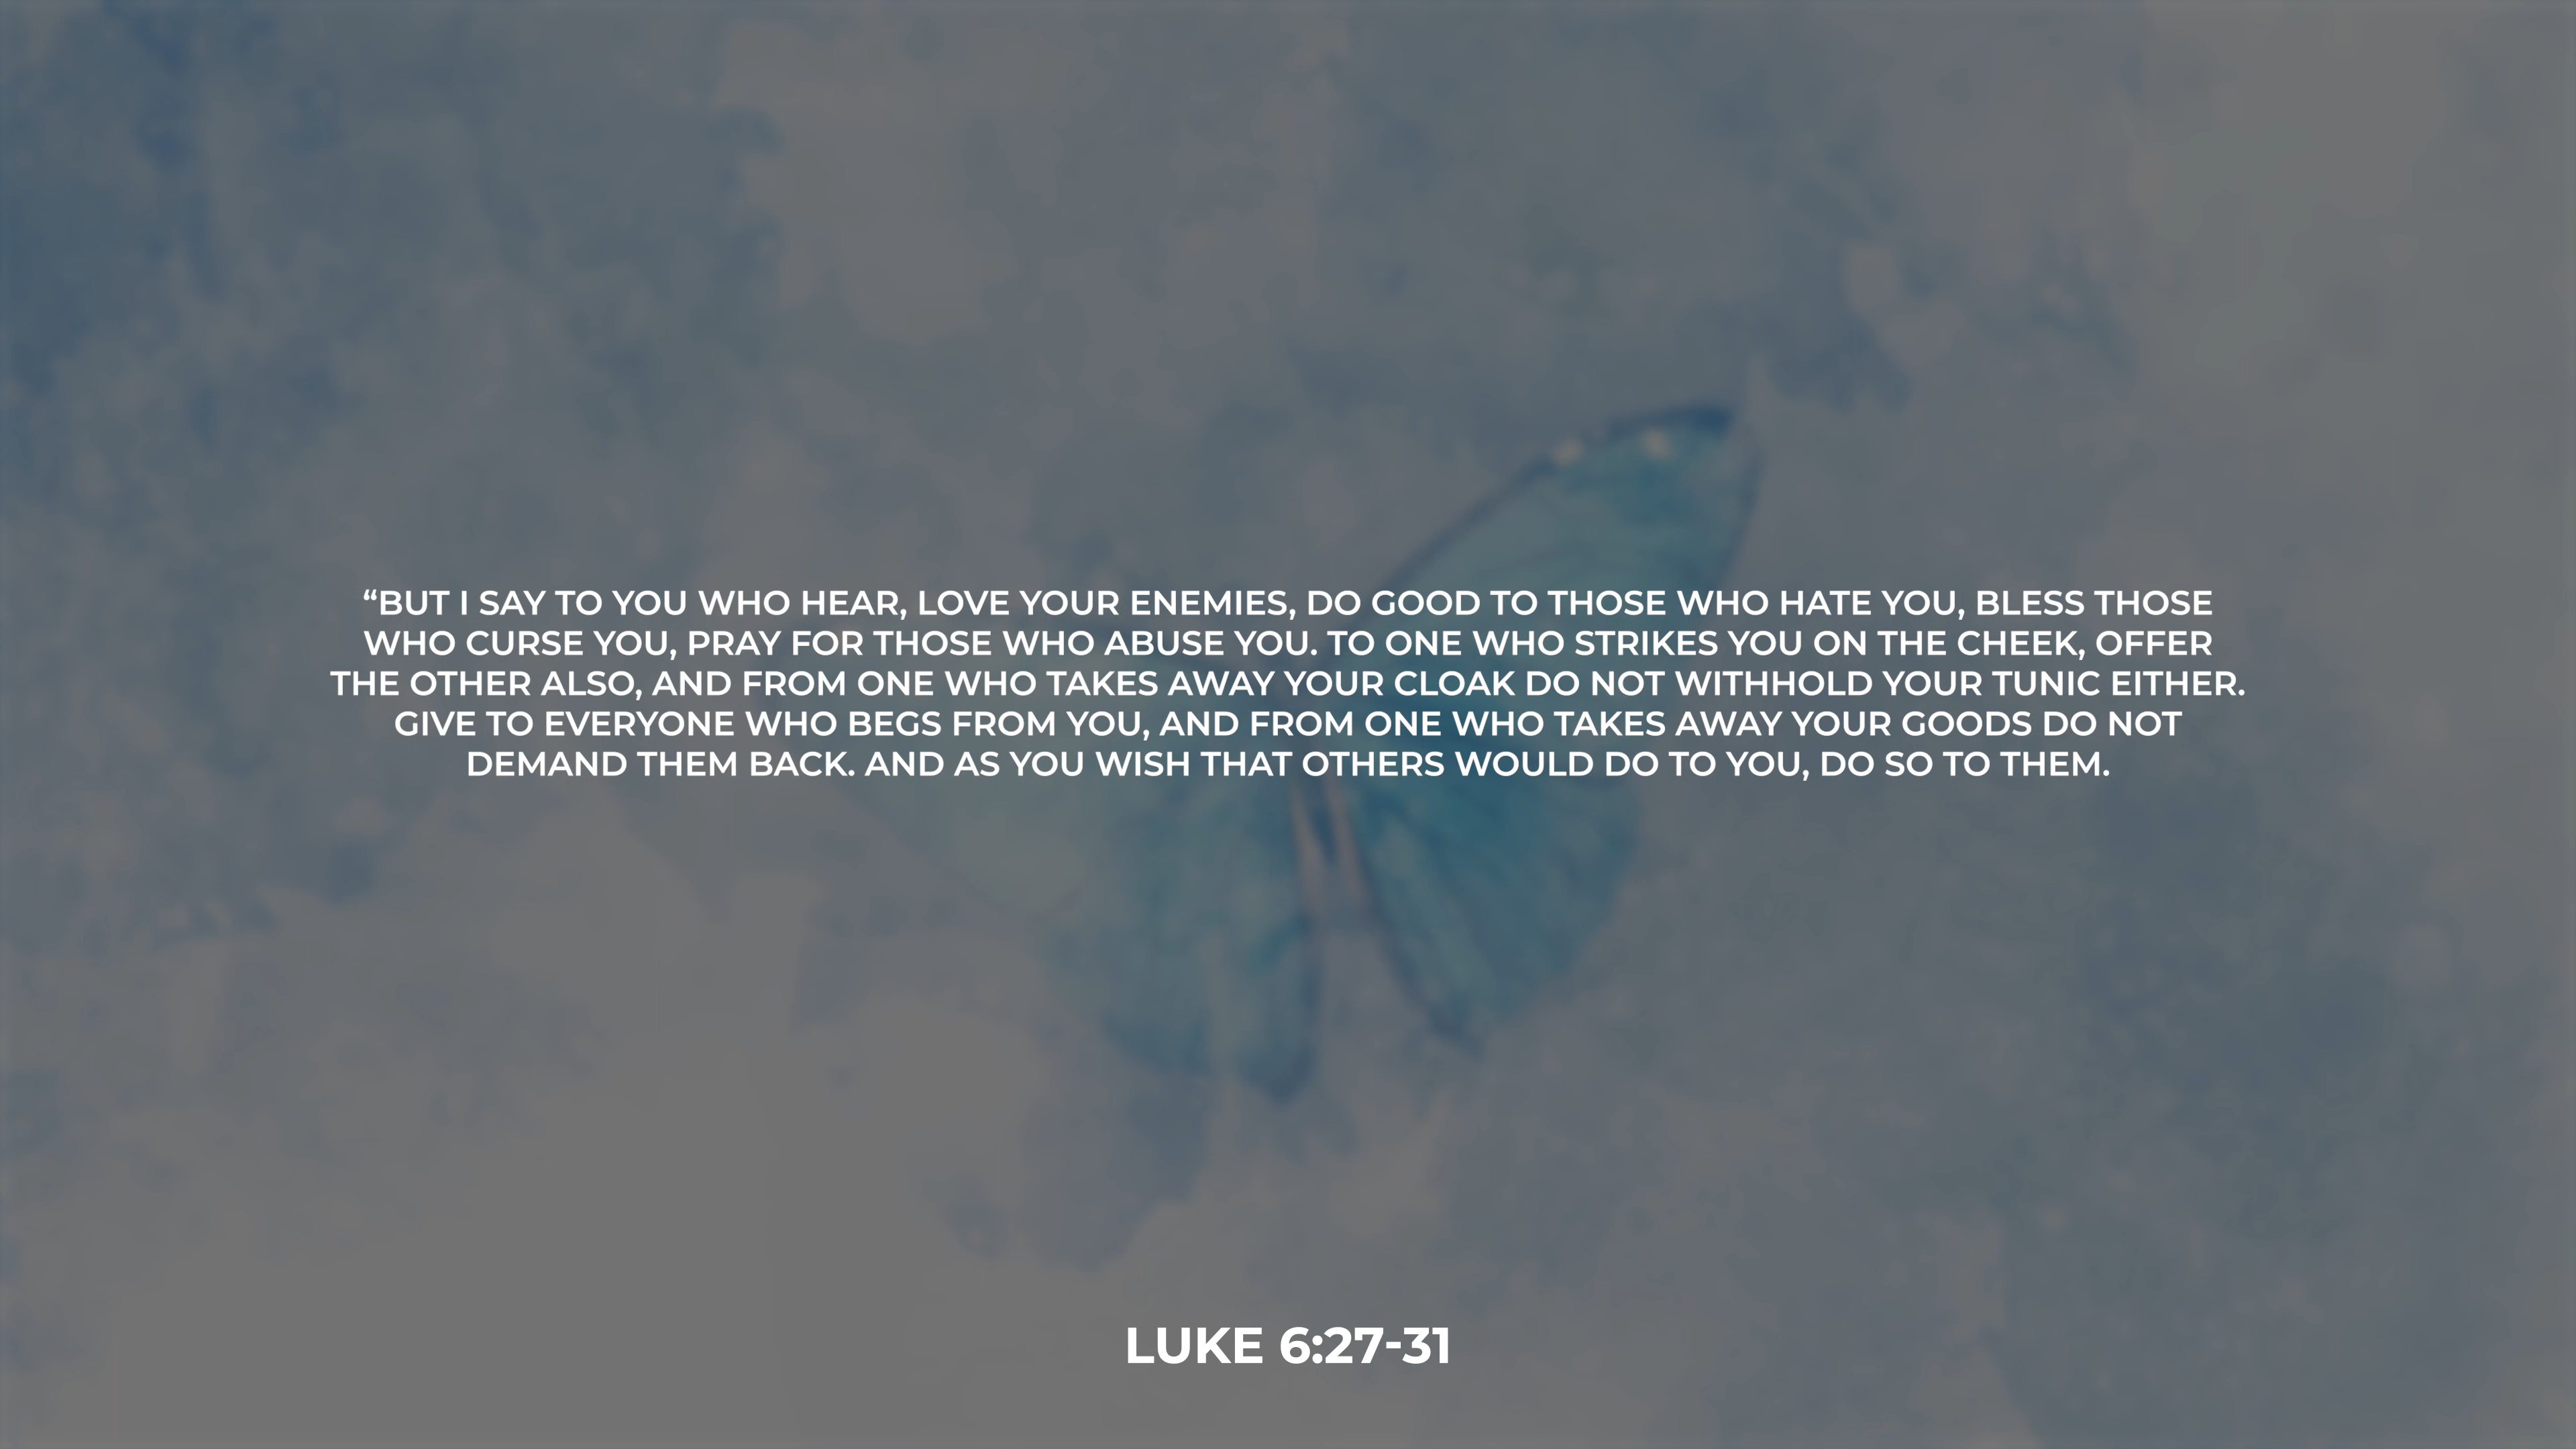 “BUT I SAY TO YOU WHO HEAR, LOVE YOUR ENEMIES, DO GOOD TO THOSE WHO HATE YOU, BLESS THOSE
WHO CURSE YOU, PRAY FOR THOSE WHO ABUSE YOU. TO ONE WHO STRIKES YOU ON THE CHEEK, OFFER
THE OTHER ALSO, AND FROM ONE WHO TAKES AWAY YOUR CLOAK DO NOT WITHHOLD YOUR TUNIC EITHER.
GIVE TO EVERYONE WHO BEGS FROM YOU, AND FROM ONE WHO TAKES AWAY YOUR GOODS DO NOT
DEMAND THEM BACK. AND AS YOU WISH THAT OTHERS WOULD DO TO YOU, DO SO TO THEM.
LUKE 6:27-31